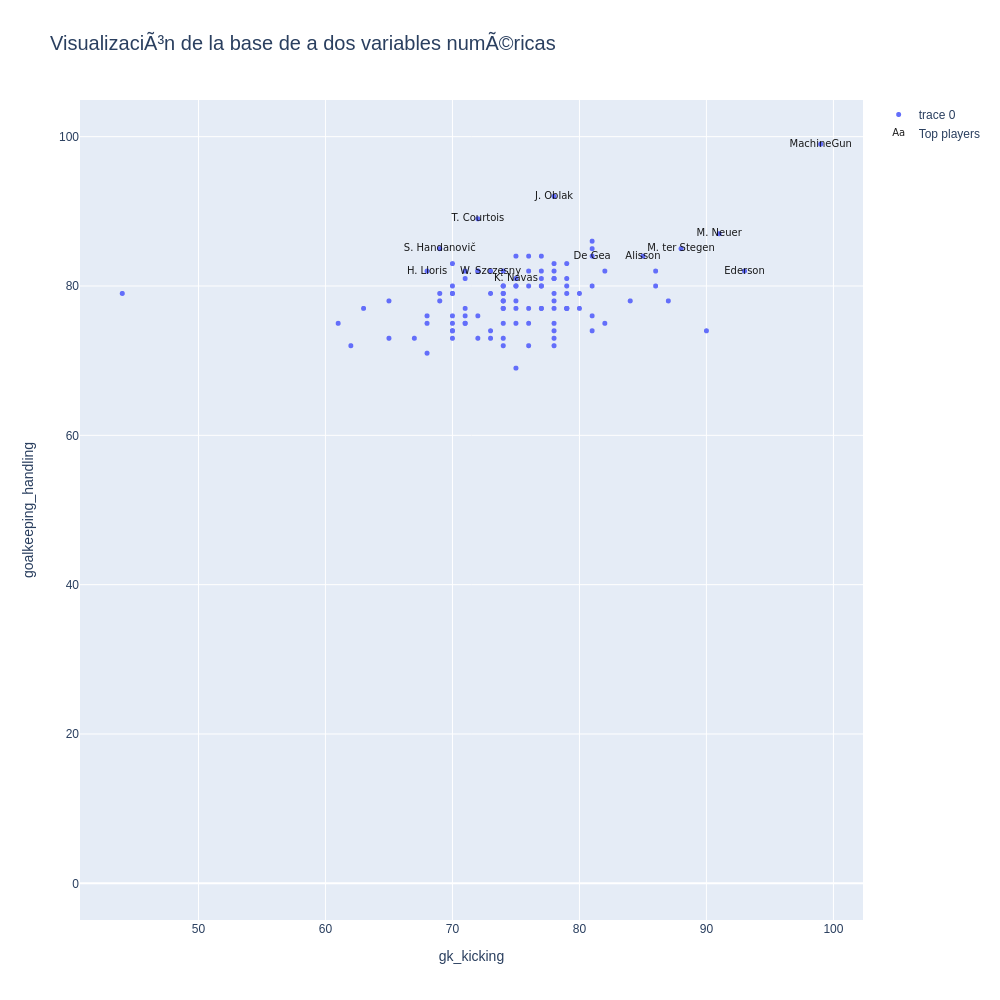 VisualizaciÃ³n de la base de a dos variables numÃ©ricas
trace 0
Aa Top players
100
80
60
40
20
0
goalkeeping_handling
MachineGun
J. Oblak
T. Courtois
M. Neuer
S. Handanovič
M. ter Stegen
De Gea
Alisson
H. Lloris
W. Szczęsny
Ederson
K. Navas
50 60 70 80 90 100
gk_kicking